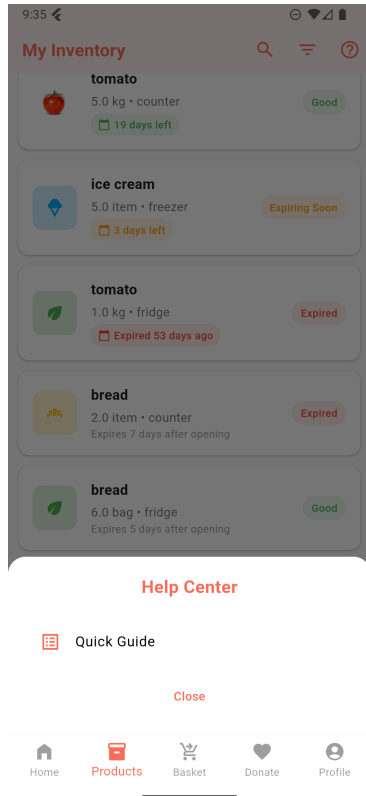 9:35
My Inventory
tomato
5.0 kg • counter
Good
19 days left
ice cream
5.0 item • freezer
Expiring Soon
3 days left
tomato
1.0 kg • fridge
Expired
Expired 53 days ago
bread
2.0 item • counter
Expired
Expires 7 days after opening
bread
6.0 bag • fridge
Good
Expires 5 days after opening
Help Center
Quick Guide
Close
Home
Products
Basket
Donate
Profile